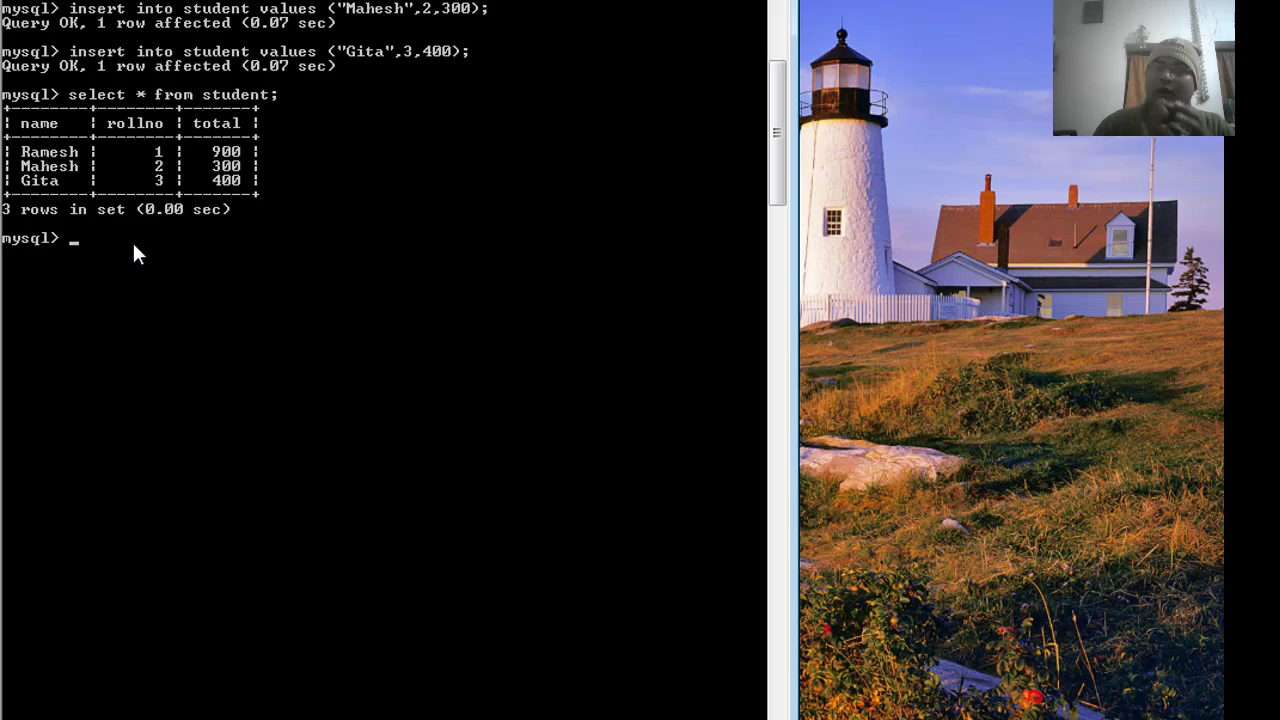 mysql> insert into student values ("Mahesh",2,300);
Query OK, 1 row affected (0.07 sec)
mysql> insert into student values ("Gita",3,400);
Query OK, 1 row affected (0.07 sec)
mysql> select * from student;
+--------+--------+-------+
| name   | rollno | total |
+--------+--------+-------+
| Ramesh |      1 |   900 |
| Mahesh |      2 |   300 |
| Gita   |      3 |   400 |
+--------+--------+-------+
3 rows in set (0.00 sec)
mysql> _